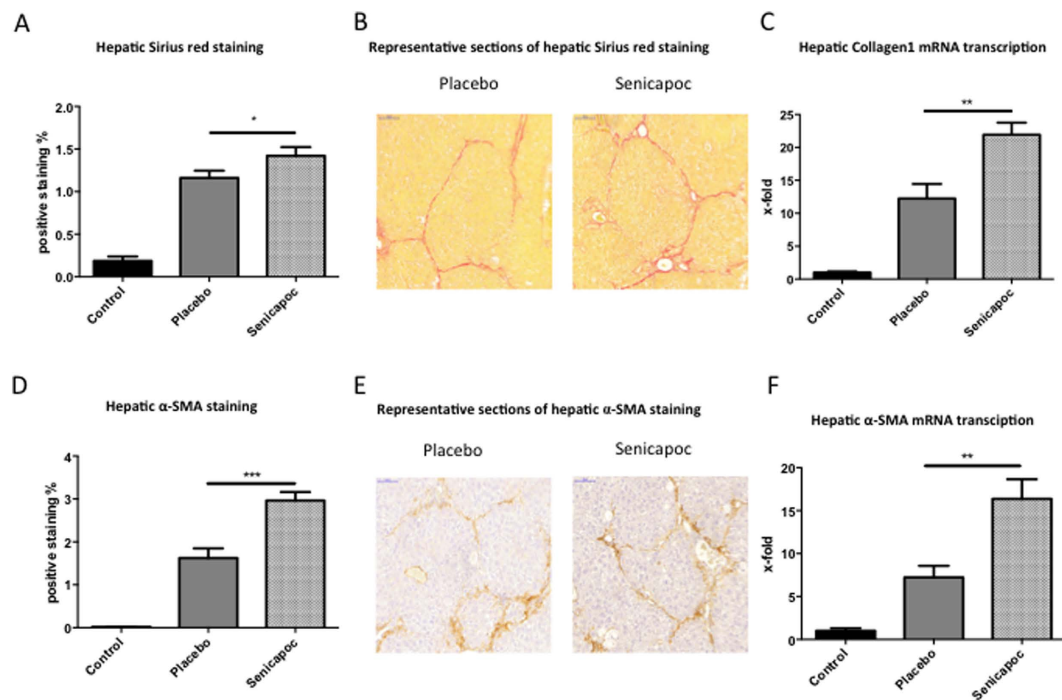 A
Hepatic Sirius red staining
positive staining %
2.0
1.5
1.0
0.5
0.0
*
Control
Placebo
Senicapoc
B
Representative sections of hepatic Sirius red staining
Placebo
Senicapoc
C
Hepatic Collagen1 mRNA transcription
x-fold
25
20
15
10
5
0
**
Control
Placebo
Senicapoc
D
Hepatic α-SMA staining
positive staining %
4
3
2
1
0
***
Control
Placebo
Senicapoc
E
Representative sections of hepatic α-SMA staining
Placebo
Senicapoc
F
Hepatic α-SMA mRNA transciption
x-fold
20
15
10
5
0
**
Control
Placebo
Senicapoc